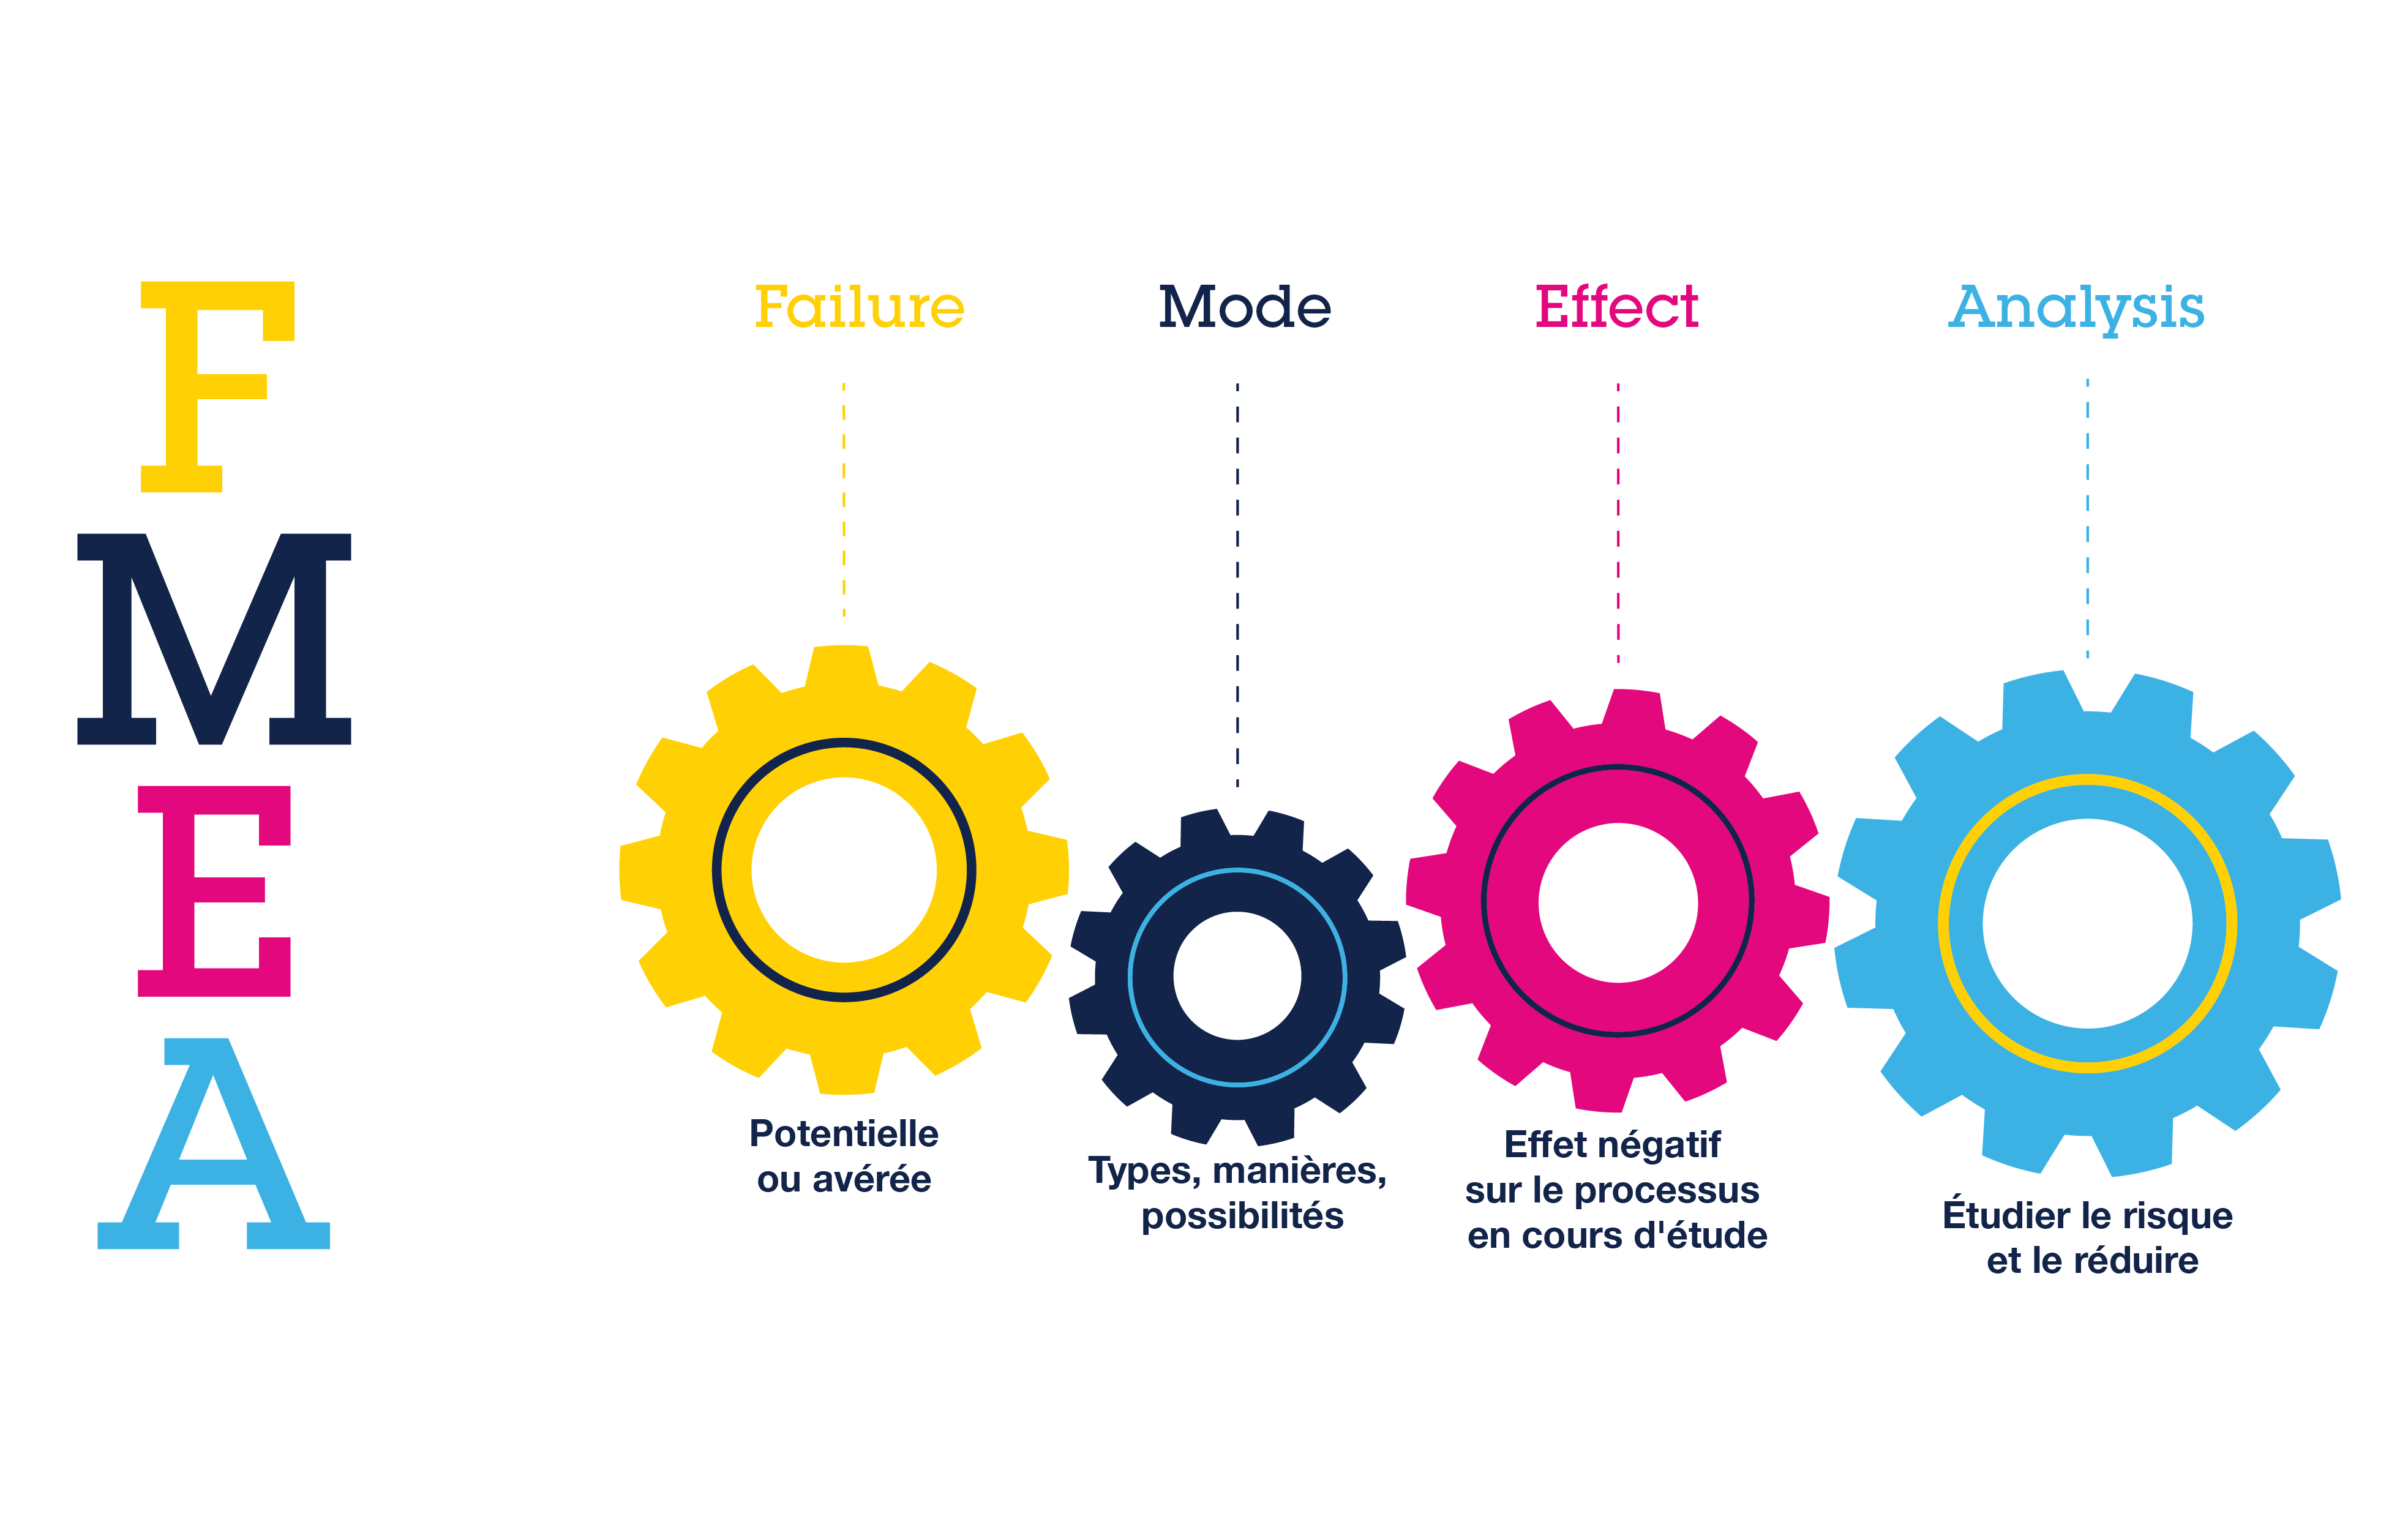 F
M
E
A
Failure
Mode
Effect
Analysis
Potentielle
ou avérée
Types, manières,
possibilités
Effet négatif
sur le processus
en cours d'étude
Étudier le risque
et le réduire